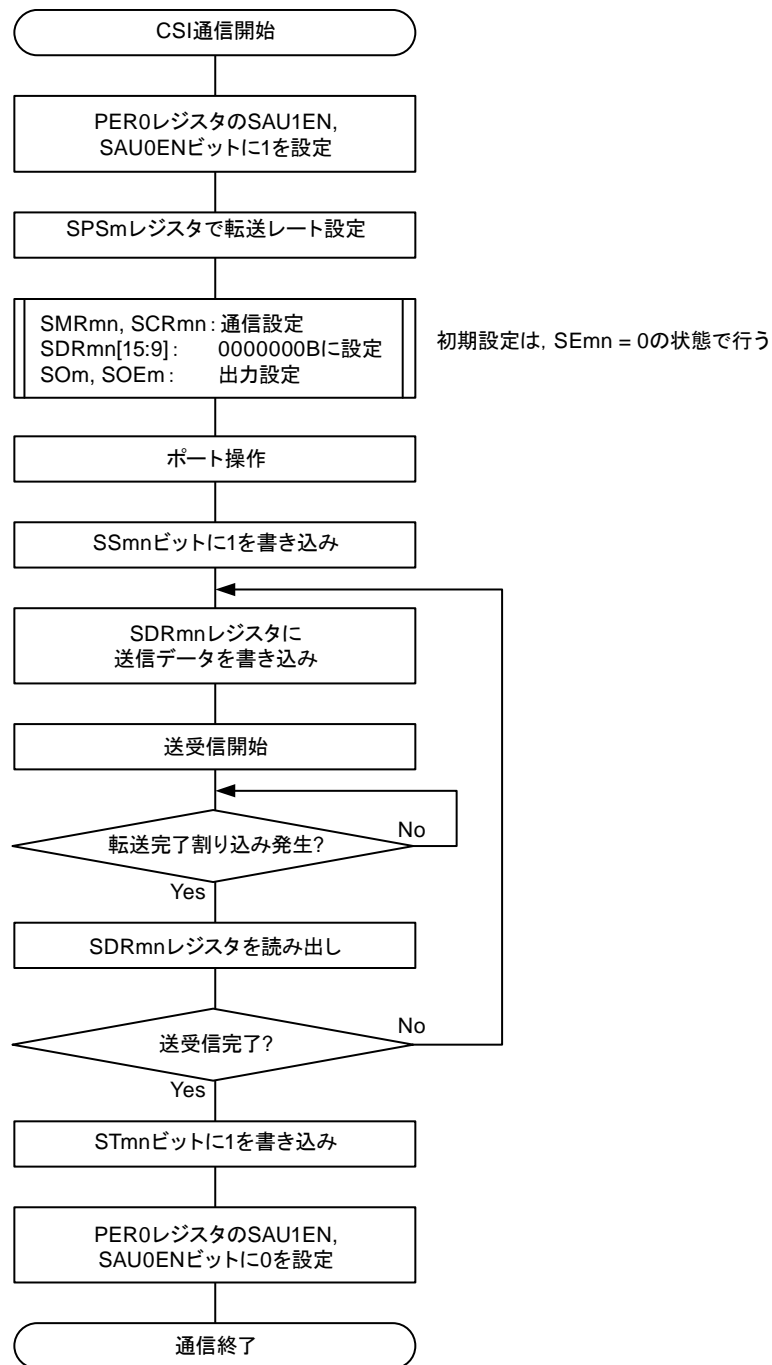 CSI通信開始
PER0レジスタのSAU1EN,
SAU0ENビットに1を設定
SPSmレジスタで転送レート設定
SMRmn, SCRmn : 通信設定
SDRmn[15:9] : 0000000Bに設定
SOm, SOEm : 出力設定
初期設定は, SEmn = 0の状態で行う
ポート操作
SSmnビットに1を書き込み
SDRmnレジスタに
送信データを書き込み
送受信開始
転送完了割り込み発生?
No
Yes
SDRmnレジスタを読み出し
送受信完了?
No
Yes
STmnビットに1を書き込み
PER0レジスタのSAU1EN,
SAU0ENビットに0を設定
通信終了